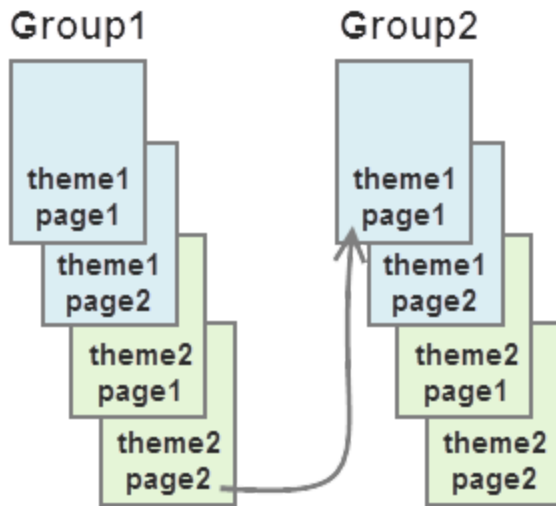 Group1
theme1
page1
theme1
page2
theme2
page1
theme2
page2
Group2
theme1
page1
theme1
page2
theme2
page1
theme2
page2